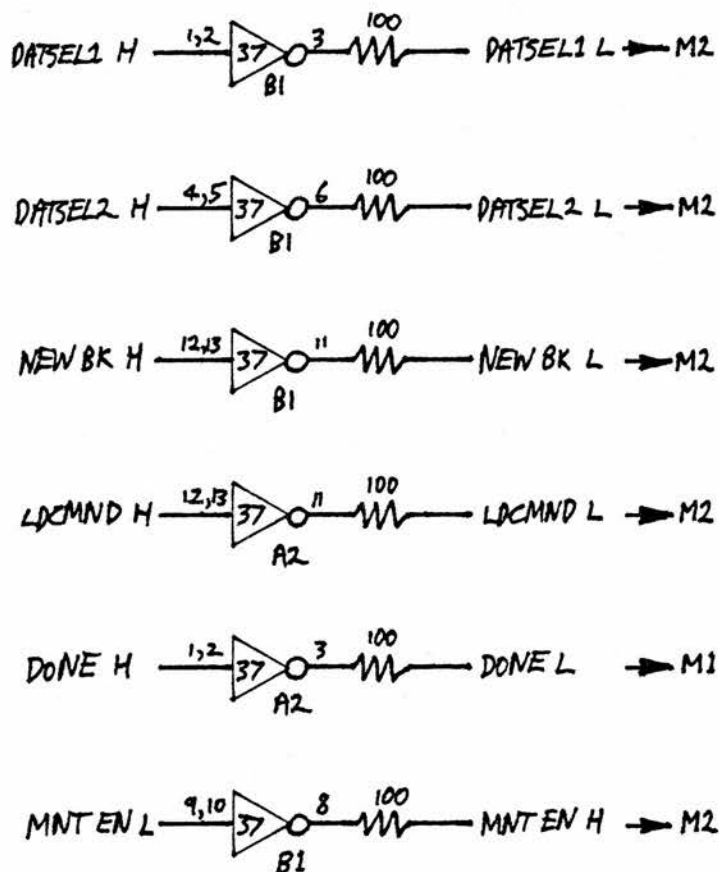 100
DATSEL1 H 1,2 37 3 DATSEL1 L M2
B1
100
DATSEL2 H 4,5 37 6 DATSEL2 L M2
B1
100
NEW BK H 12,13 37 11 NEW BK L M2
B1
100
LDCMND H 12,13 37 11 LDCMND L M2
A2
100
DONE H 1,2 37 3 DONE L M1
A2
100
MNT EN L 9,10 37 8 MNT EN H M2
B1